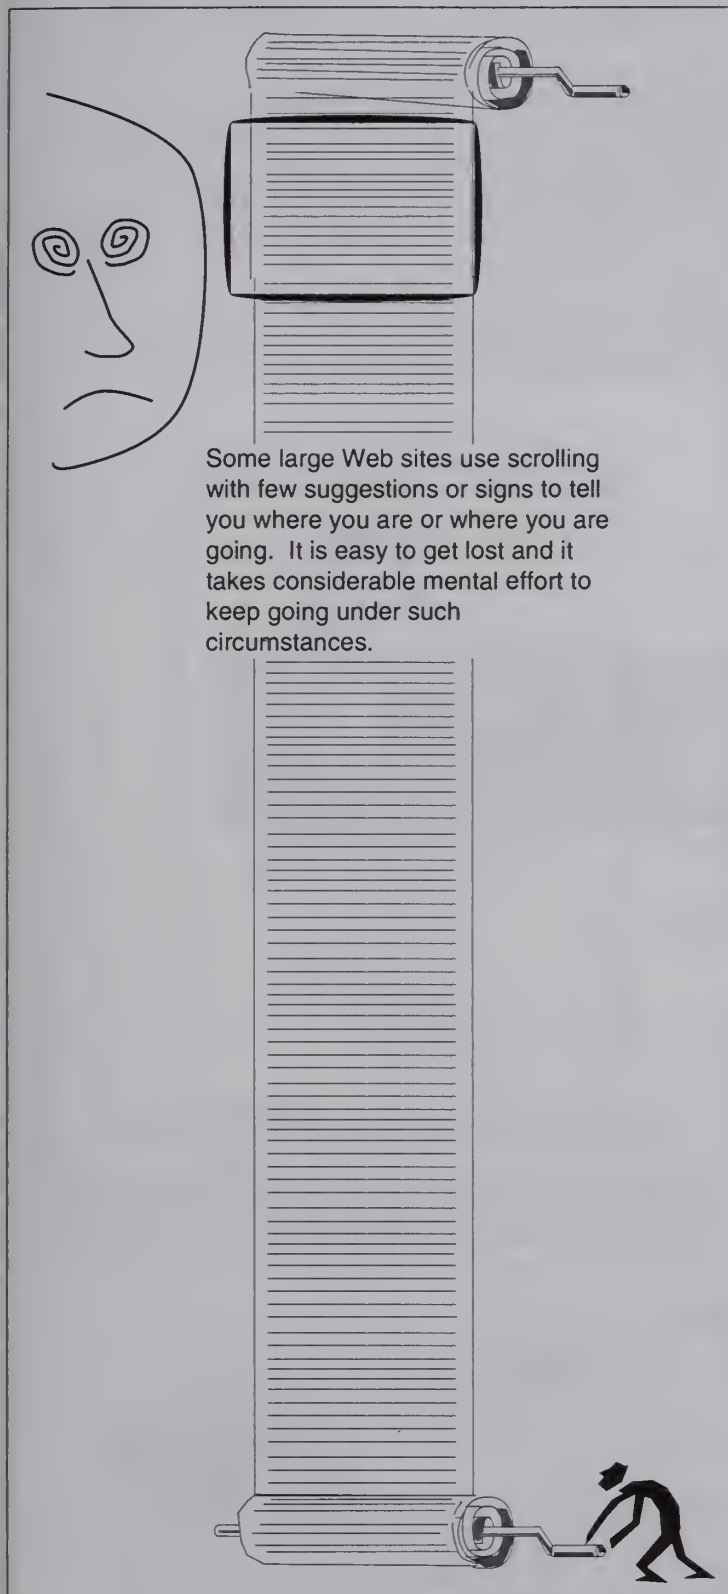 Some large Web sites use scrolling
with few suggestions or signs to tell
you where you are or where you are
going. It is easy to get lost and it
takes considerable mental effort to
keep going under such
circumstances.